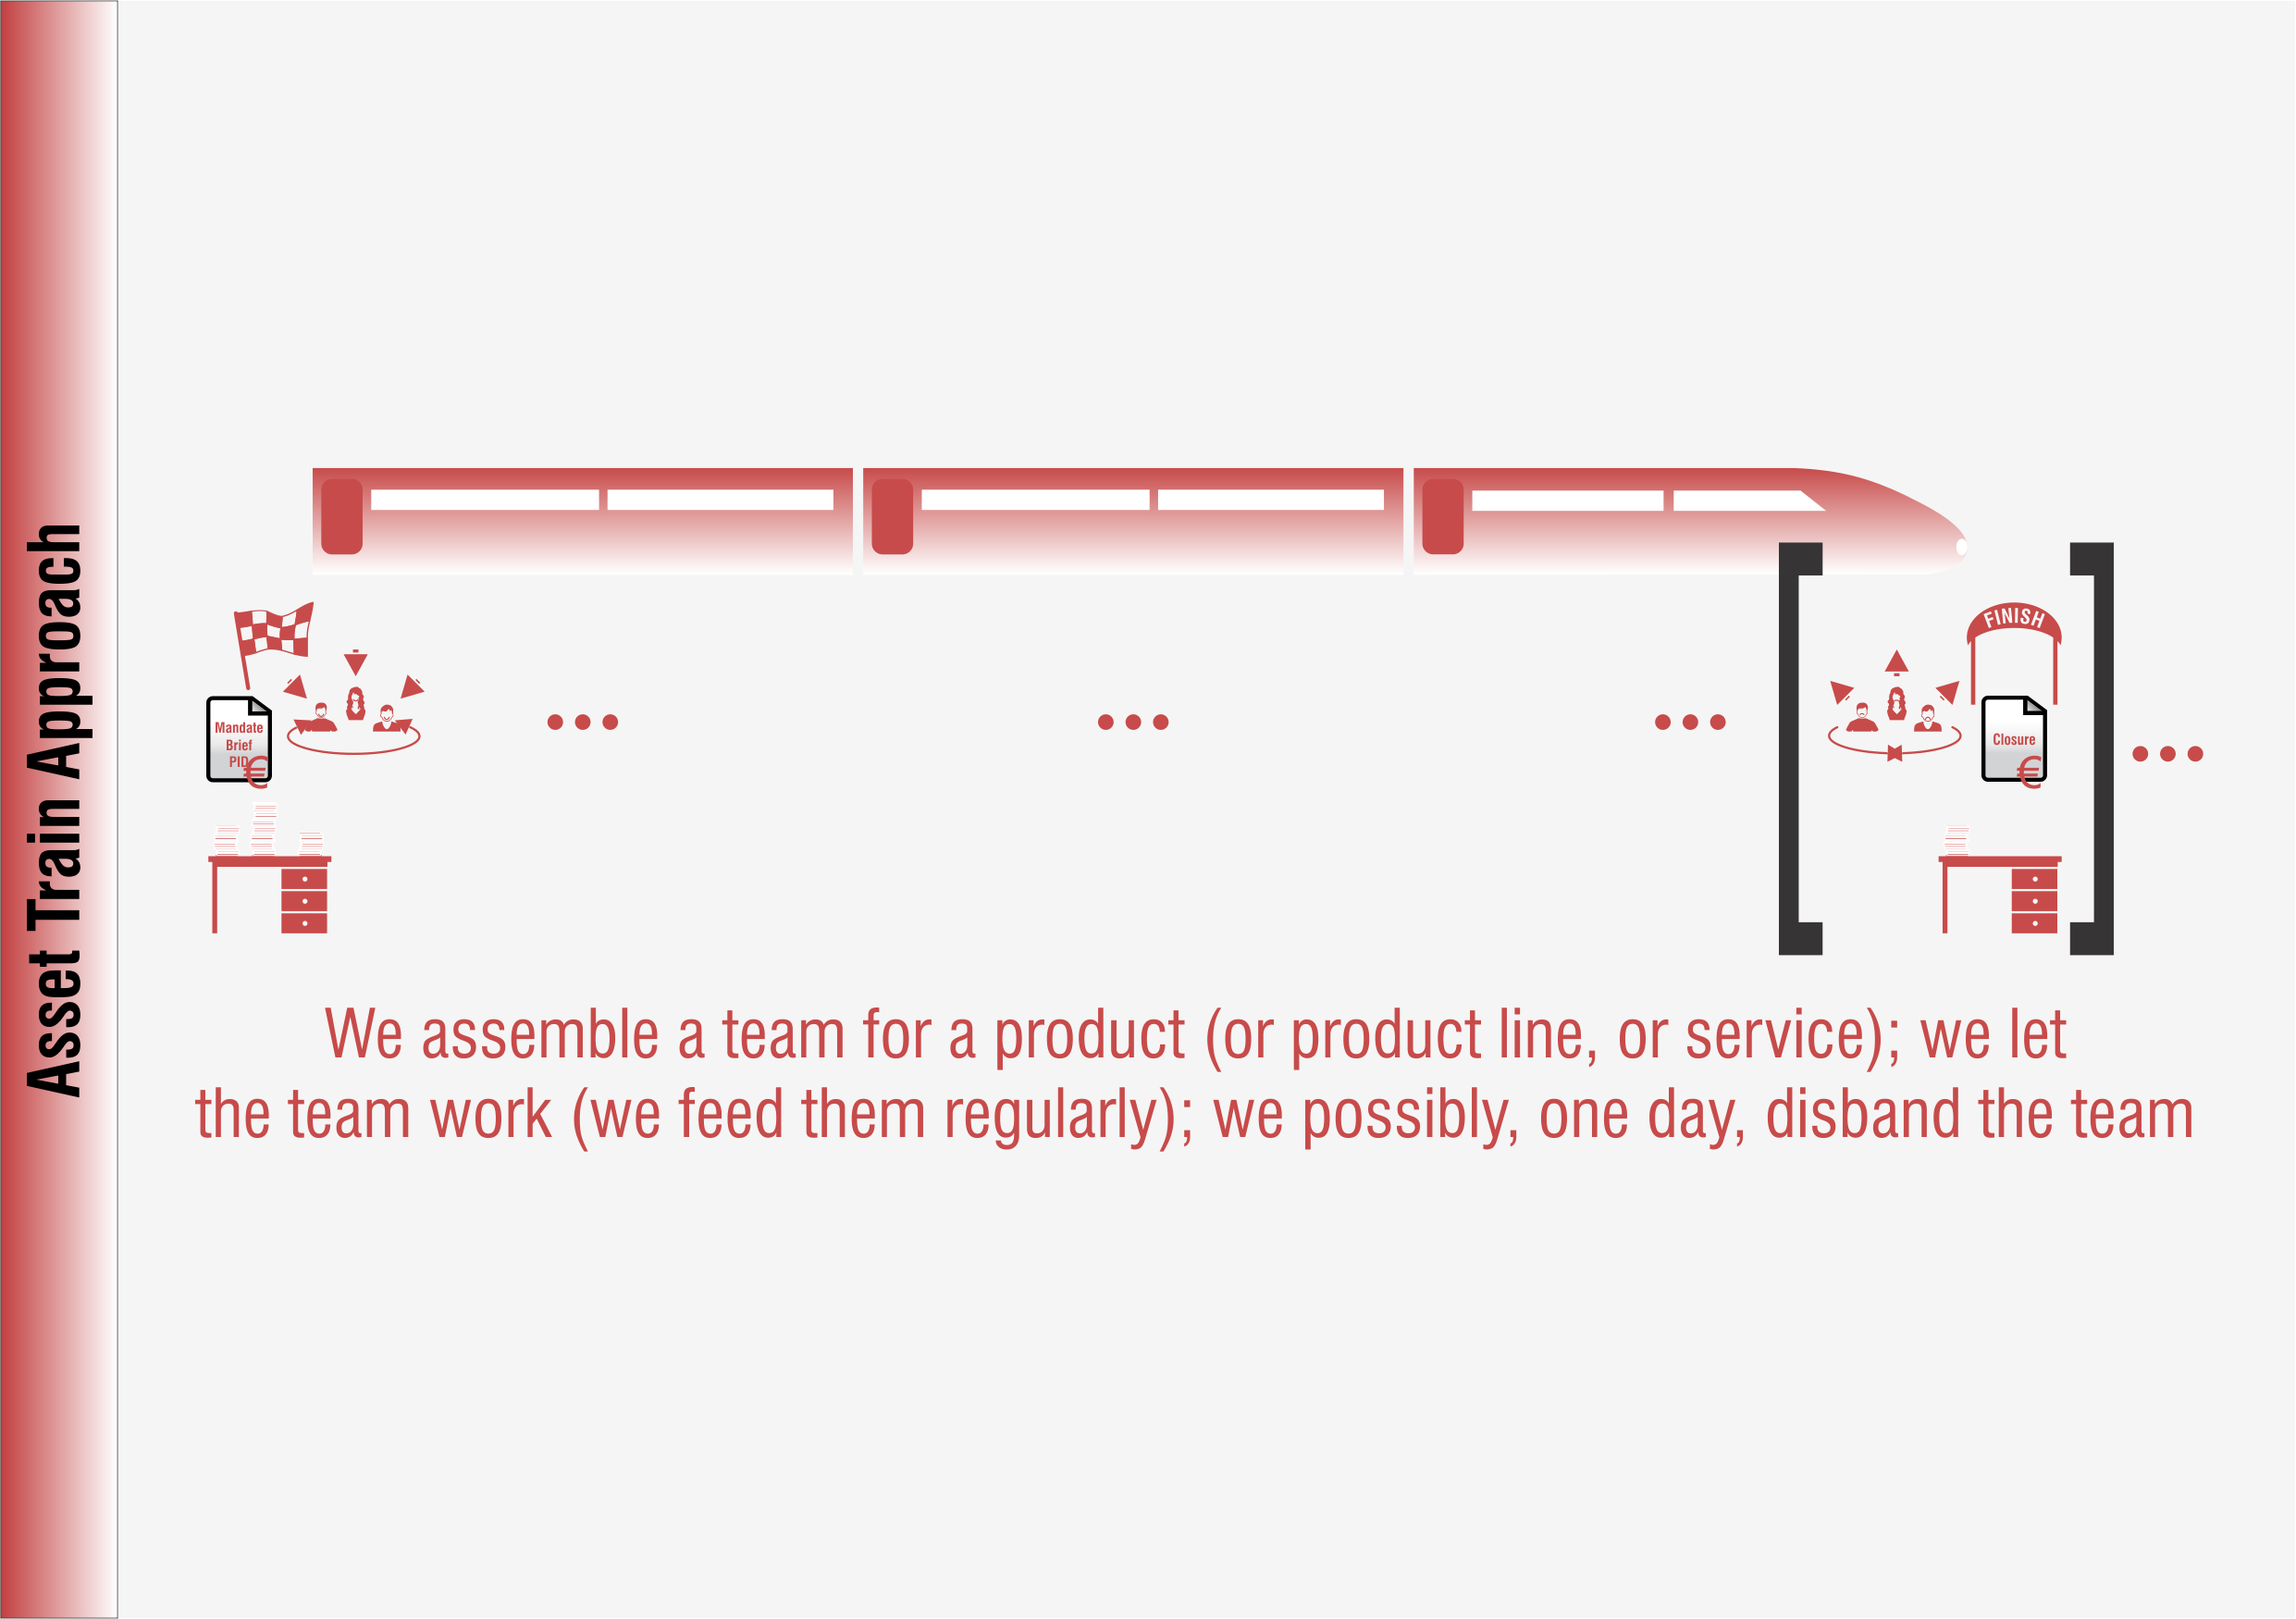 Asset Train Approach
FINISH
Mandate
Brief
PID
€
Closure
€
We assemble a team for a product (or product line, or service); we let
the team work (we feed them regularly); we possibly, one day, disband the team